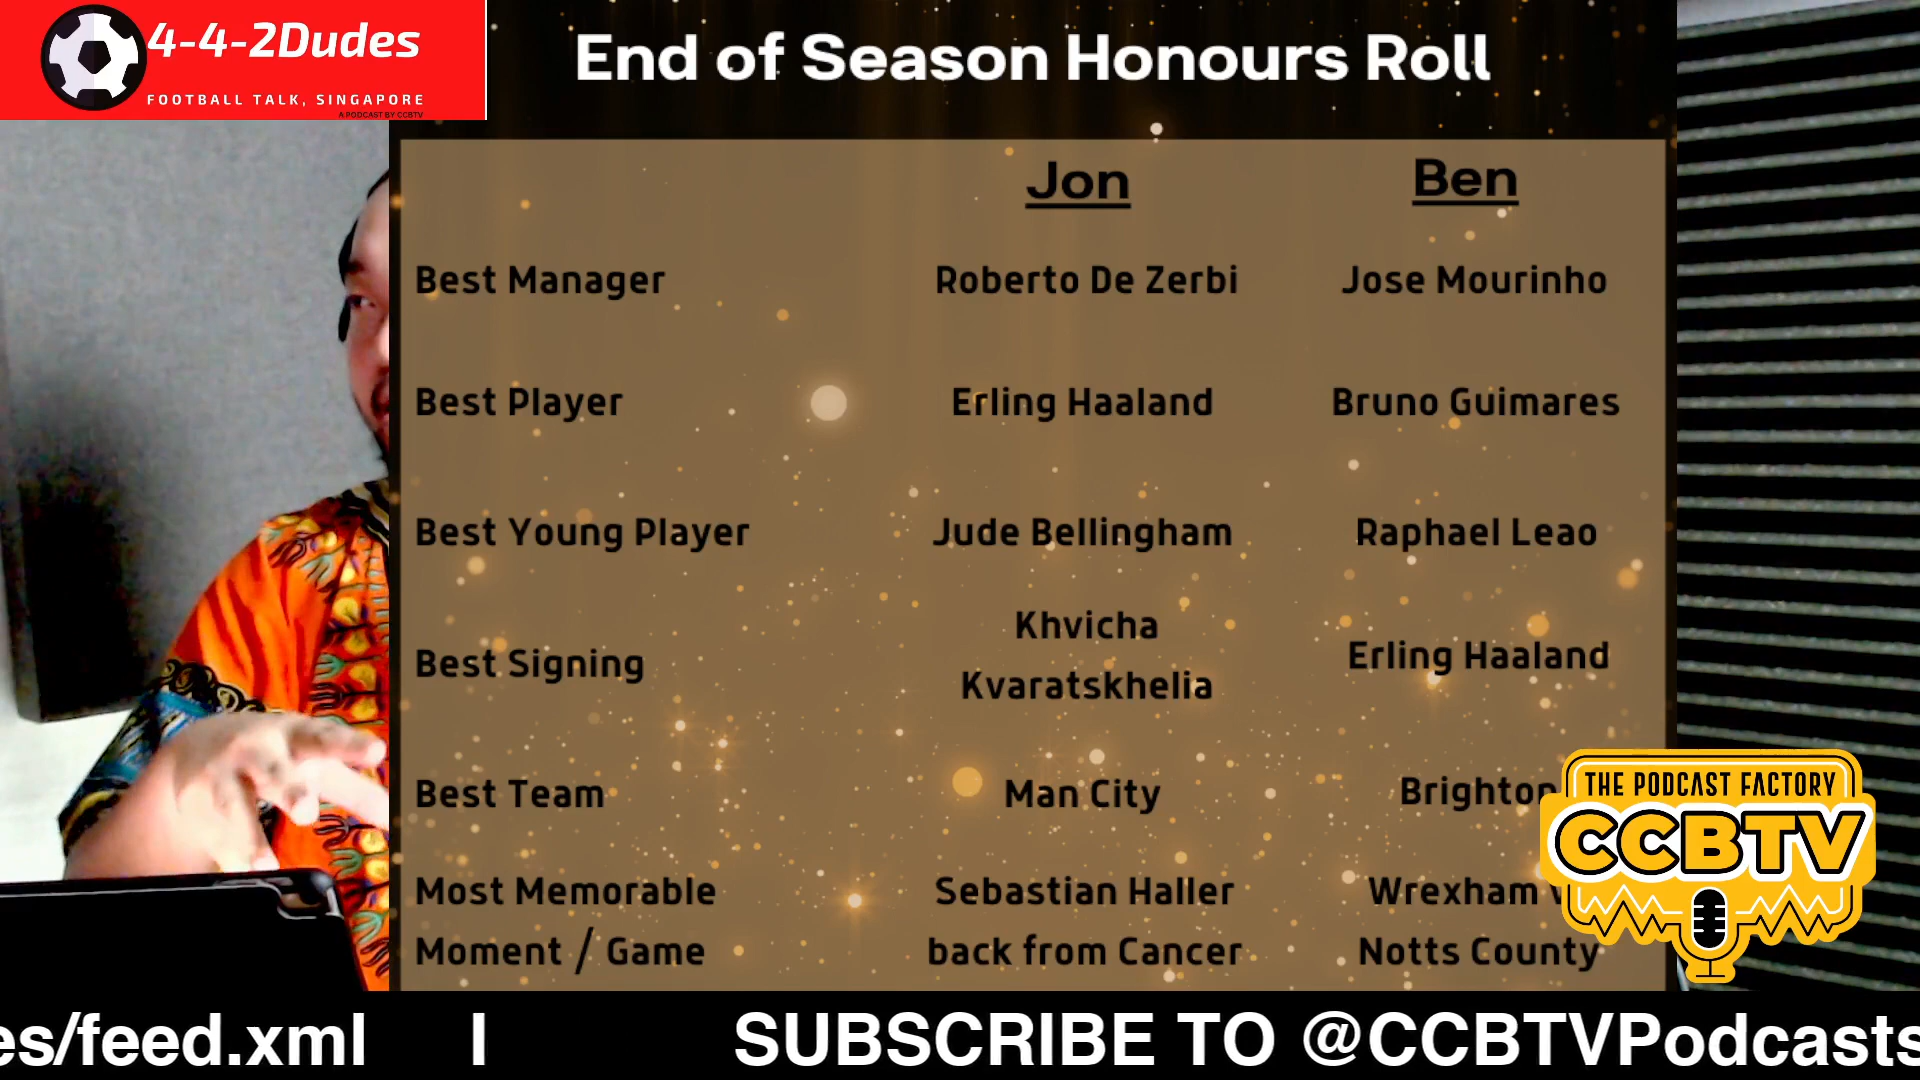 4-4-2Dudes
FOOTBALL TALK, SINGAPORE
A PODCAST BY CCBTV
End of Season Honours Roll
Jon Ben
Best Manager Roberto De Zerbi Jose Mourinho
Best Player Erling Haaland Bruno Guimares
Best Young Player Jude Bellingham Raphael Leao
Khvicha
Best Signing Erling Haaland
Kvaratskhelia
Best Team Man City Brighton
Most Memorable Sebastian Haller Wrexham
Moment / Game back from Cancer Notts County
THE PODCAST FACTORY
CCBTV
es/feed.xml | SUBSCRIBE TO @CCBTVPodcasts